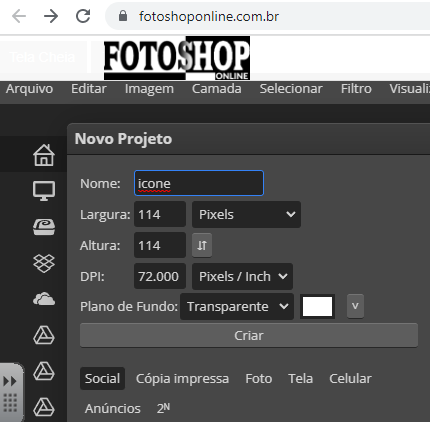 fotoshoponline.com.br
Tela Cheia
FOTOSHOP
ONLINE
Arquivo Editar Imagem Camada Selecionar Filtro Visuali
Novo Projeto
Nome: icone
Largura: 114 Pixels
Altura: 114
DPI: 72.000 Pixels / Inch
Plano de Fundo: Transparente v
Criar
Social Cópia impressa Foto Tela Celular
Anúncios 2ᴺ